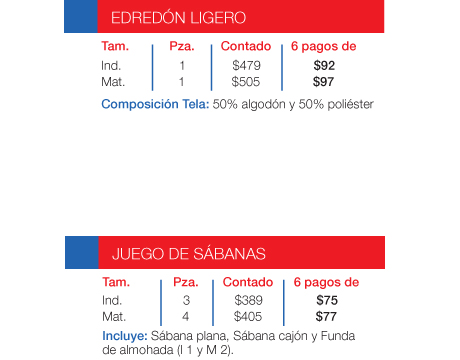 EDREDÓN LIGERO
Tam. Pza. Contado 6 pagos de
Ind. 1 $479 $92
Mat. 1 $505 $97
Composición Tela: 50% algodón y 50% poliéster
JUEGO DE SÁBANAS
Tam. Pza. Contado 6 pagos de
Ind. 3 $389 $75
Mat. 4 $405 $77
Incluye: Sábana plana, Sábana cajón y Funda
de almohada (I 1 y M 2).